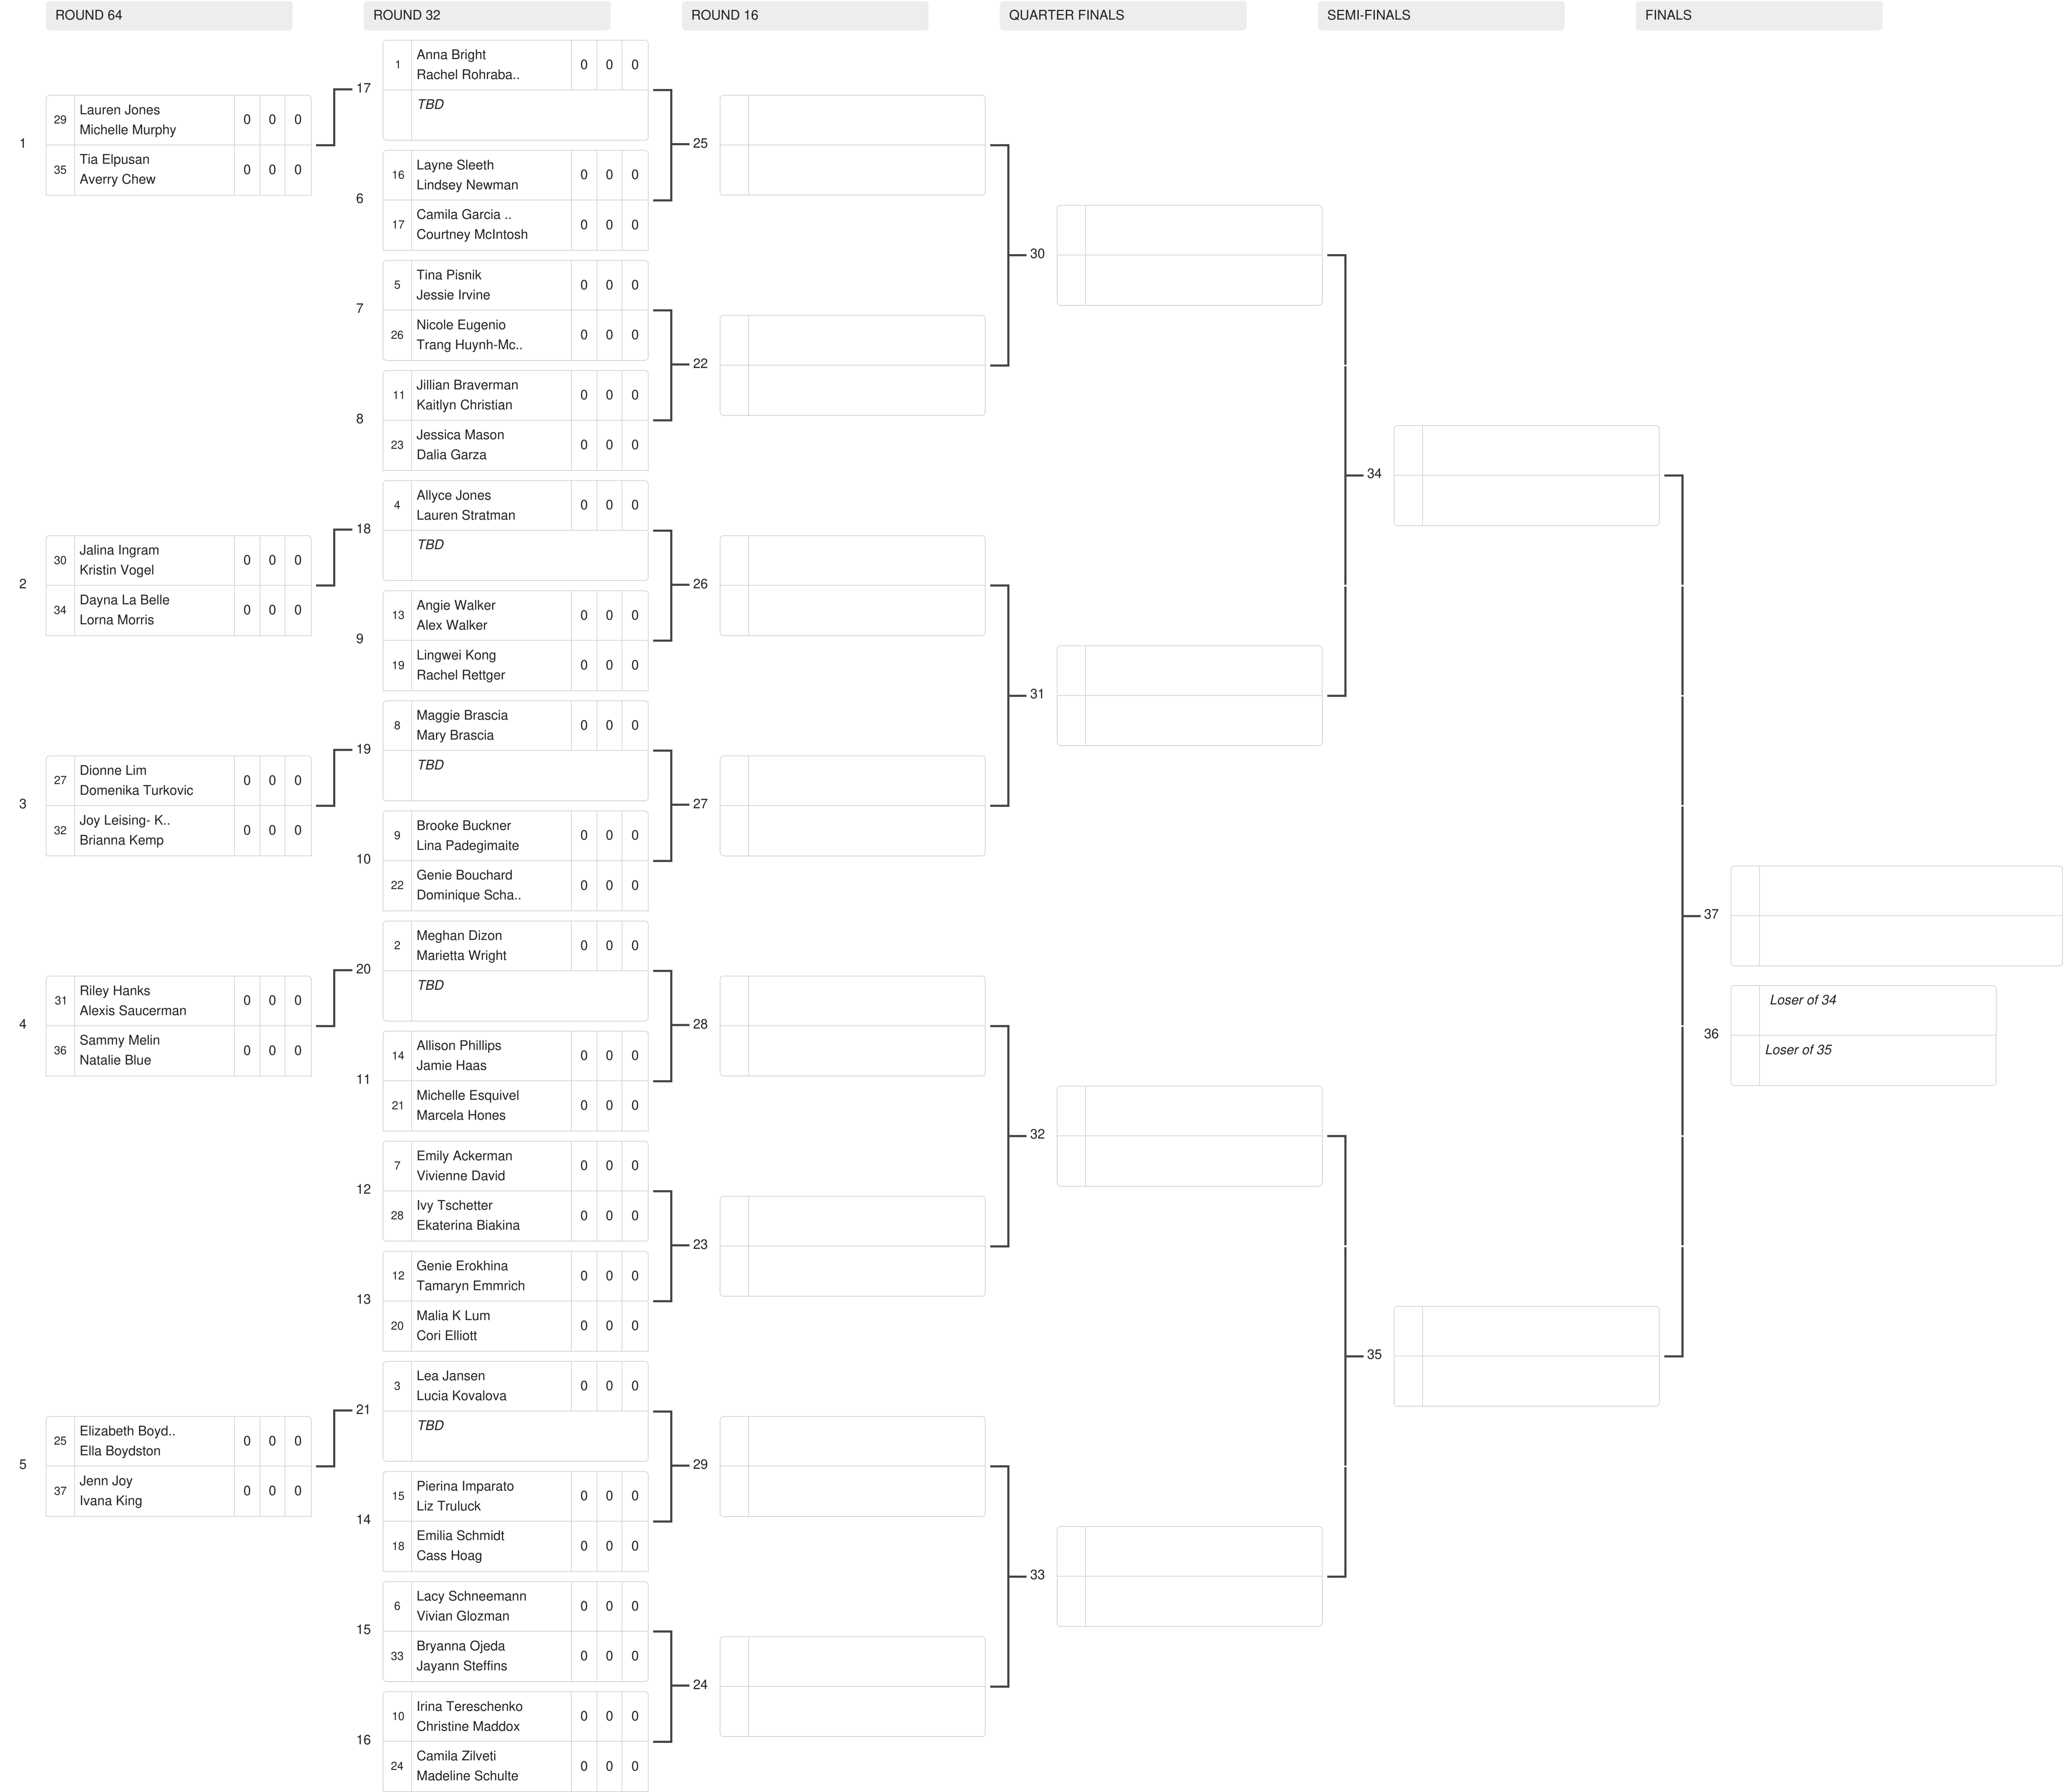 ROUND 64
ROUND 32
ROUND 16
QUARTER FINALS
SEMI-FINALS
FINALS
1
29 Lauren Jones 0 0 0
Michelle Murphy
35 Tia Elpusan 0 0 0
Averry Chew
2
30 Jalina Ingram 0 0 0
Kristin Vogel
34 Dayna La Belle 0 0 0
Lorna Morris
3
27 Dionne Lim 0 0 0
Domenika Turkovic
32 Joy Leising- K.. 0 0 0
Brianna Kemp
4
31 Riley Hanks 0 0 0
Alexis Saucerman
36 Sammy Melin 0 0 0
Natalie Blue
5
25 Elizabeth Boyd.. 0 0 0
Ella Boydston
37 Jenn Joy 0 0 0
Ivana King
17
1 Anna Bright 0 0 0
Rachel Rohraba..
TBD
6
16 Layne Sleeth 0 0 0
Lindsey Newman
17 Camila Garcia .. 0 0 0
Courtney McIntosh
7
5 Tina Pisnik 0 0 0
Jessie Irvine
26 Nicole Eugenio 0 0 0
Trang Huynh-Mc..
8
11 Jillian Braverman 0 0 0
Kaitlyn Christian
23 Jessica Mason 0 0 0
Dalia Garza
18
4 Allyce Jones 0 0 0
Lauren Stratman
TBD
9
13 Angie Walker 0 0 0
Alex Walker
19 Lingwei Kong 0 0 0
Rachel Rettger
19
8 Maggie Brascia 0 0 0
Mary Brascia
TBD
10
9 Brooke Buckner 0 0 0
Lina Padegimaite
22 Genie Bouchard 0 0 0
Dominique Scha..
20
2 Meghan Dizon 0 0 0
Marietta Wright
TBD
11
14 Allison Phillips 0 0 0
Jamie Haas
21 Michelle Esquivel 0 0 0
Marcela Hones
12
7 Emily Ackerman 0 0 0
Vivienne David
28 Ivy Tschetter 0 0 0
Ekaterina Biakina
13
12 Genie Erokhina 0 0 0
Tamaryn Emmrich
20 Malia K Lum 0 0 0
Cori Elliott
21
3 Lea Jansen 0 0 0
Lucia Kovalova
TBD
14
15 Pierina Imparato 0 0 0
Liz Truluck
18 Emilia Schmidt 0 0 0
Cass Hoag
15
6 Lacy Schneemann 0 0 0
Vivian Glozman
33 Bryanna Ojeda 0 0 0
Jayann Steffins
16
10 Irina Tereschenko 0 0 0
Christine Maddox
24 Camila Zilveti 0 0 0
Madeline Schulte
25
22
26
27
28
23
29
24
30
31
32
33
34
35
37
36
Loser of 34
Loser of 35